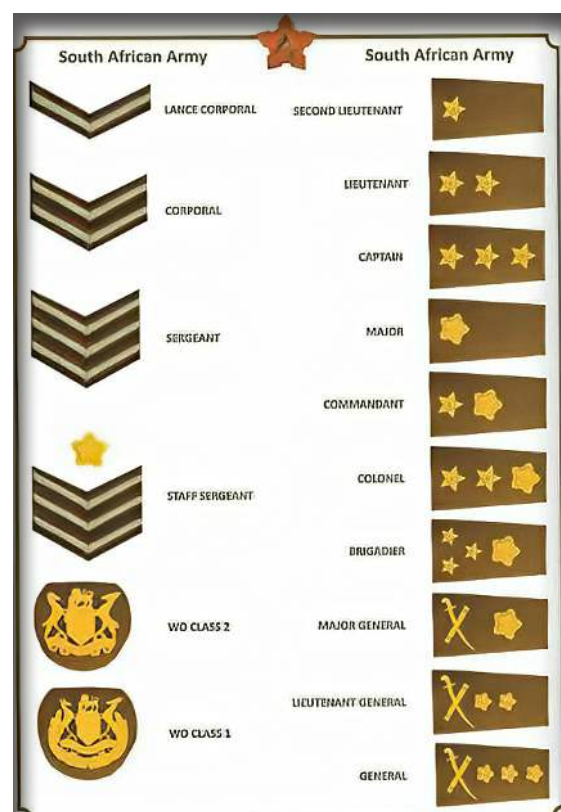 South African Army
LANCE CORPORAL
CORPORAL
SERGEANT
STAFF SERGEANT
WO CLASS 2
WO CLASS 1
South African Army
SECOND LIEUTENANT
LIEUTENANT
CAPTAIN
MAJOR
COMMANDANT
COLONEL
BRIGADIER
MAJOR GENERAL
LIEUTENANT GENERAL
GENERAL